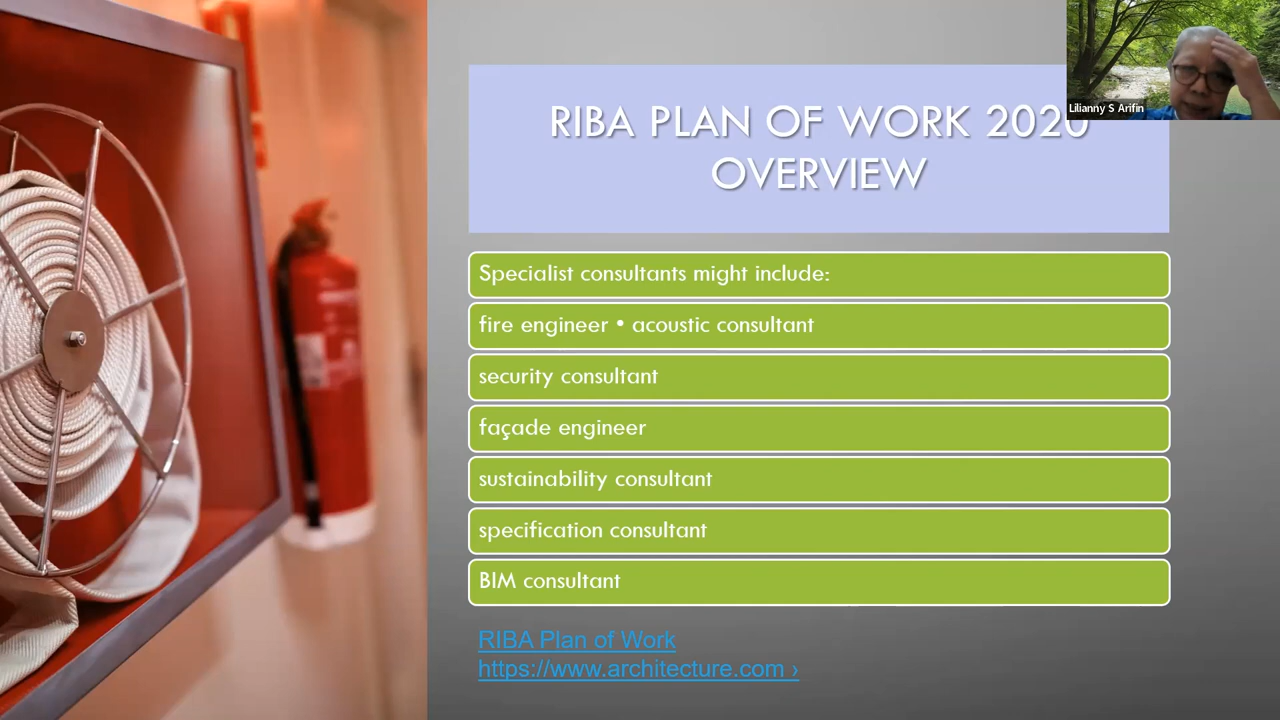 RIBA PLAN OF WORK 2020
OVERVIEW
Lilianny S Arifin
Specialist consultants might include:
fire engineer • acoustic consultant
security consultant
façade engineer
sustainability consultant
specification consultant
BIM consultant
RIBA Plan of Work
https://www.architecture.com ›